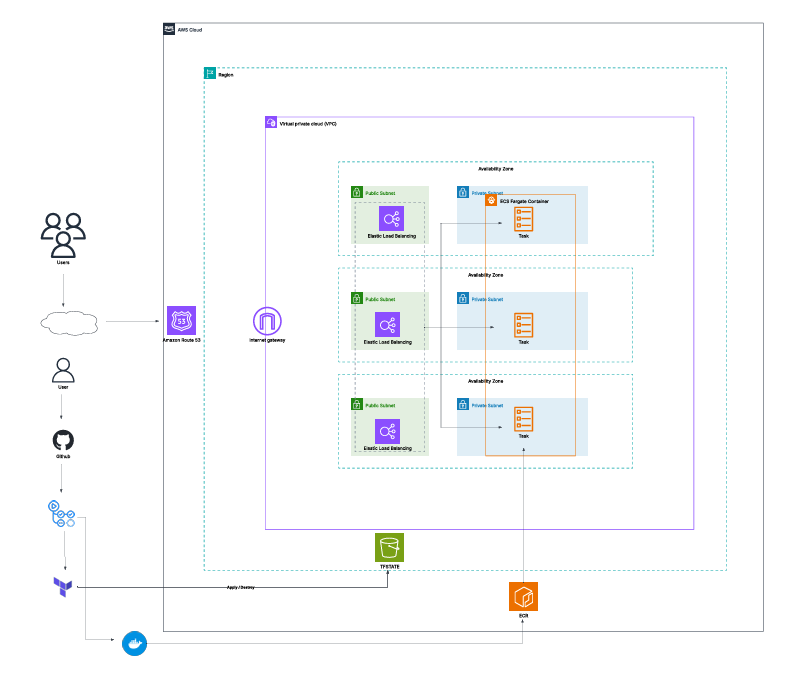 aws
AWS Cloud
Region
Virtual private cloud (VPC)
Availability Zone
Public Subnet
Private Subnet
ECS Fargate Container
Elastic Load Balancing
Task
Users
Availability Zone
Public Subnet
Private Subnet
53
Amazon Route 53
Internet gateway
Elastic Load Balancing
Task
User
Availability Zone
Public Subnet
Private Subnet
Elastic Load Balancing
Task
Github
TFSTATE
Apply/Destroy
ECR